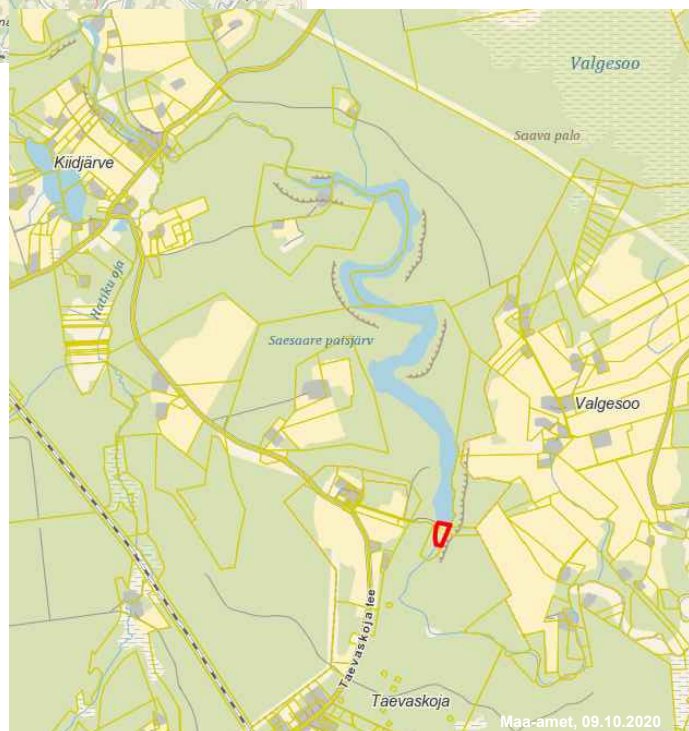 Valgesoo
Saava palo
Kiidjärve
Hatiku oja
Saesaare paisjärv
Valgesoo
Taevaskoja tee
Taevaskoja
Maa-amet, 09.10.2020